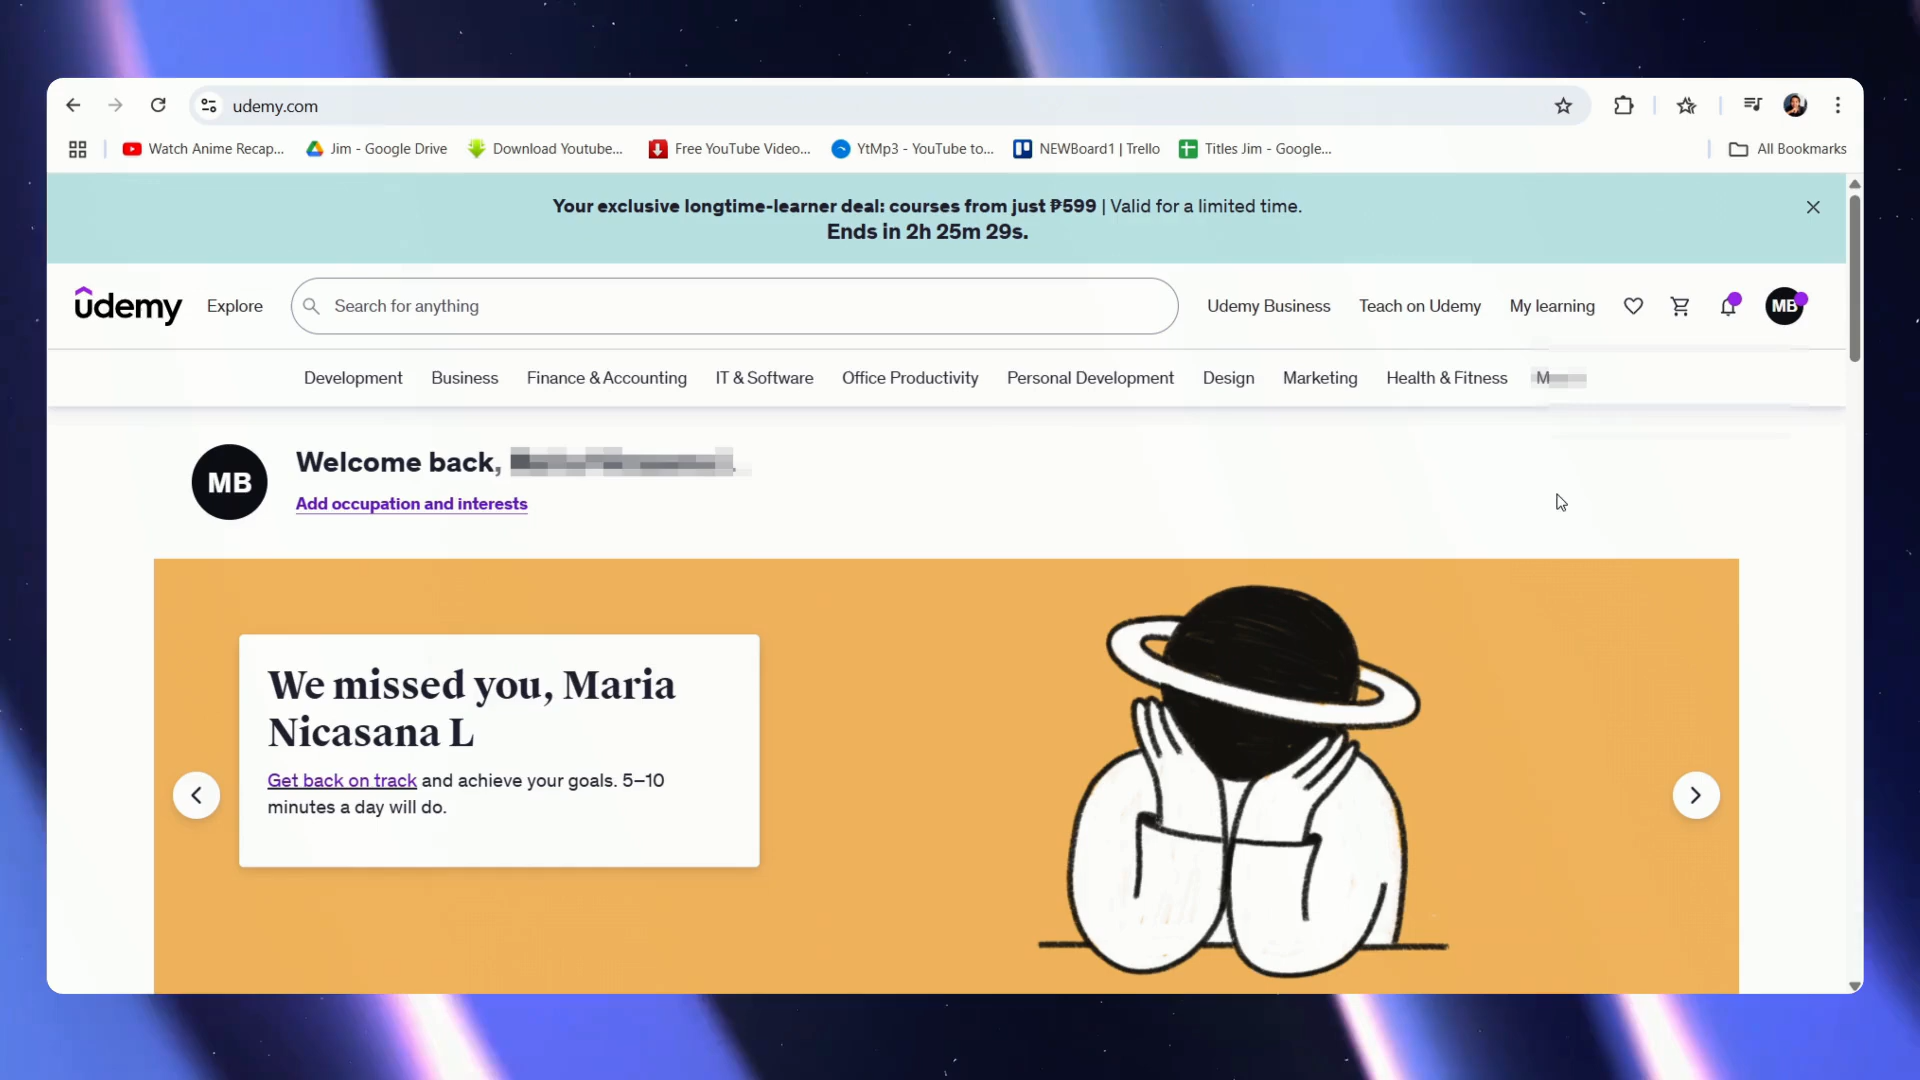 udemy.com
Watch Anime Recap...
Jim - Google Drive
Download Youtube...
Free YouTube Video...
YtMp3 - YouTube to...
NEWBoard1 | Trello
Titles Jim - Google...
All Bookmarks
Your exclusive longtime-learner deal: courses from just ₱599 | Valid for a limited time.
Ends in 2h 25m 29s.
udemy
Explore
Search for anything
Udemy Business
Teach on Udemy
My learning
MB
Development
Business
Finance & Accounting
IT & Software
Office Productivity
Personal Development
Design
Marketing
Health & Fitness
MB
Welcome back,
Add occupation and interests
We missed you, Maria
Nicasana L
Get back on track and achieve your goals. 5–10
minutes a day will do.